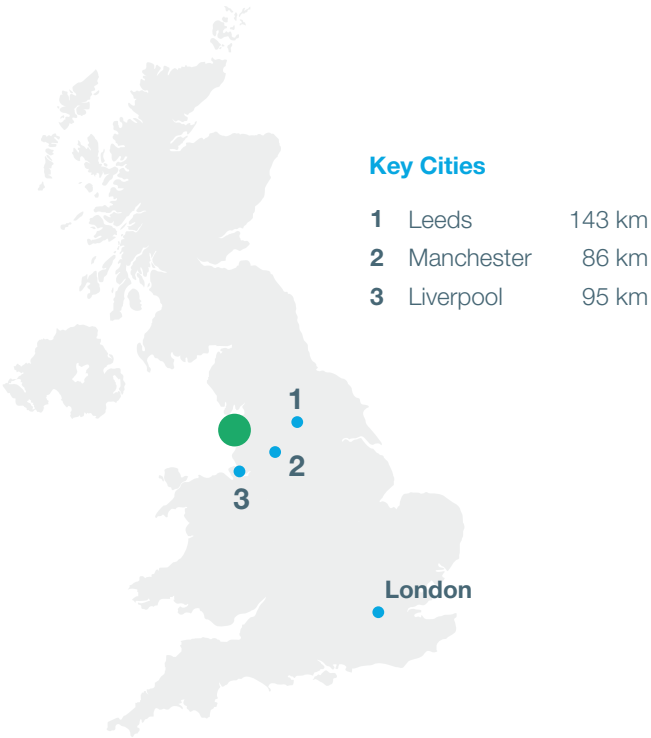 Key Cities
1 Leeds 143 km
2 Manchester 86 km
3 Liverpool 95 km
1
2
3
London